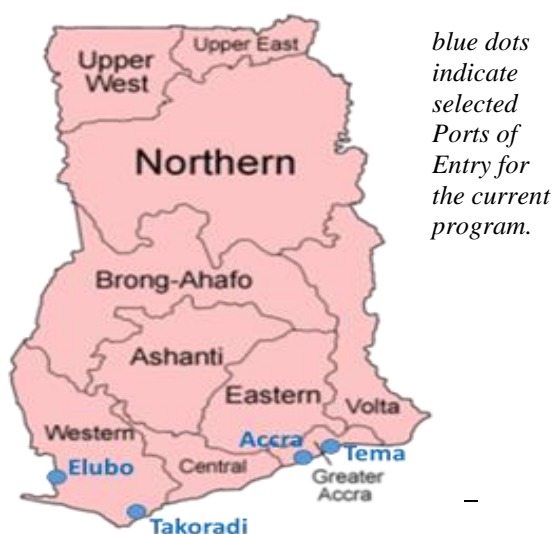 Upper East
Upper
West
Northern
Brong-Ahafo
Ashanti
Eastern
Volta
Western
Accra
Tema
Elubo
Central
Greater
Accra
Takoradi
blue dots
indicate
selected
Ports of
Entry for
the current
program.